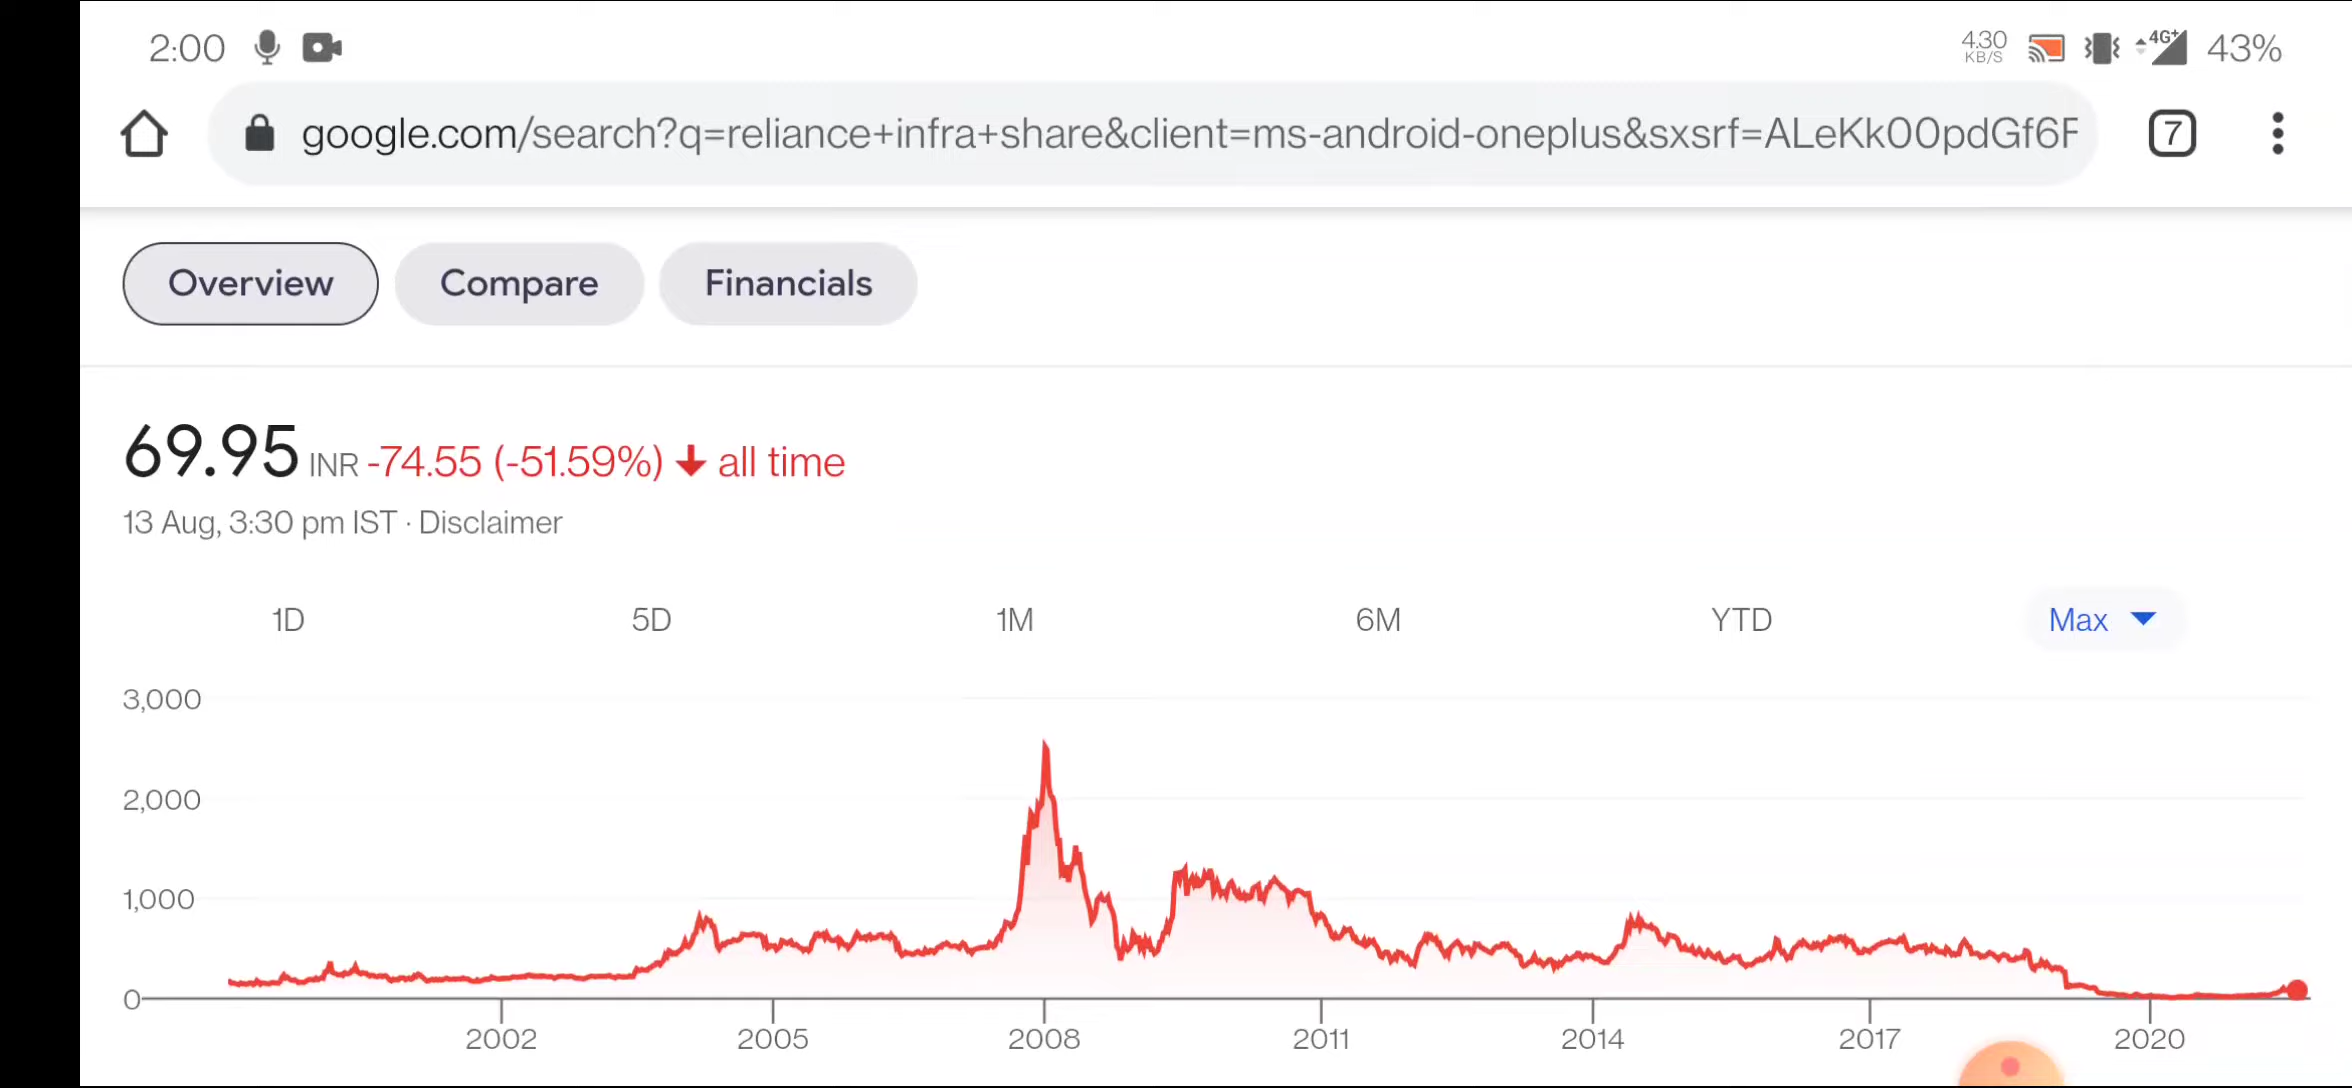 2:00 4.30 KB/S 4G+ 43%
google.com/search?q=reliance+infra+share&client=ms-android-oneplus&sxsrf=ALeKk00pdGf6F 7
Overview Compare Financials
69.95 INR -74.55 (-51.59%) ↓ all time
13 Aug, 3:30 pm IST · Disclaimer
1D 5D 1M 6M YTD Max
3,000
2,000
1,000
0
2002 2005 2008 2011 2014 2017 2020